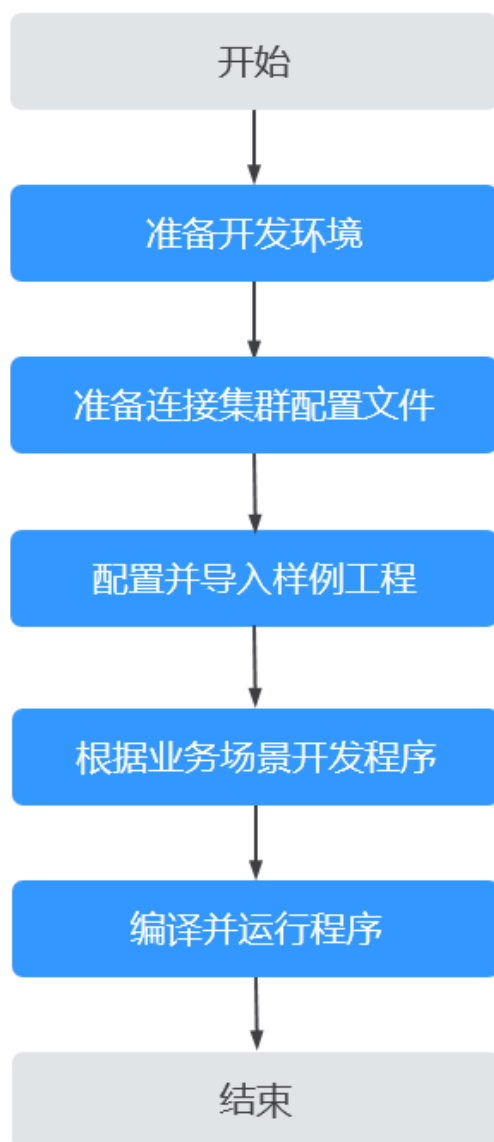 开始
准备开发环境
准备连接集群配置文件
配置并导入样例工程
根据业务场景开发程序
编译并运行程序
结束